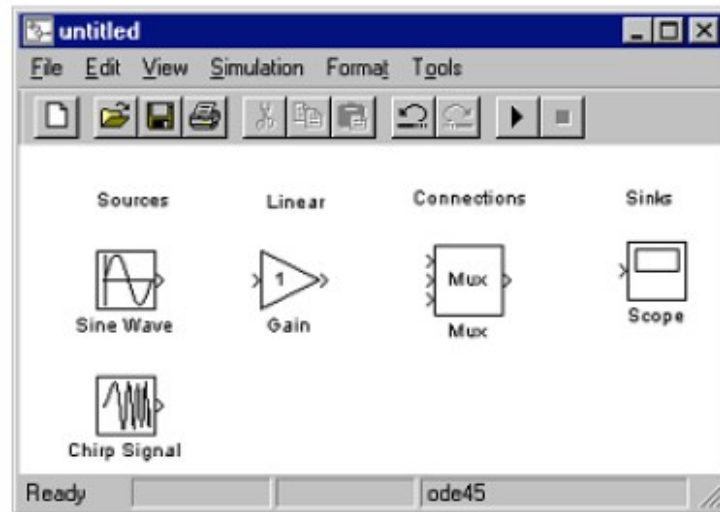 untitled
File Edit View Simulation Format Tools
Sources Linear Connections Sinks
1 Mux
Sine Wave Gain Mux Scope
Chirp Signal
Ready ode45